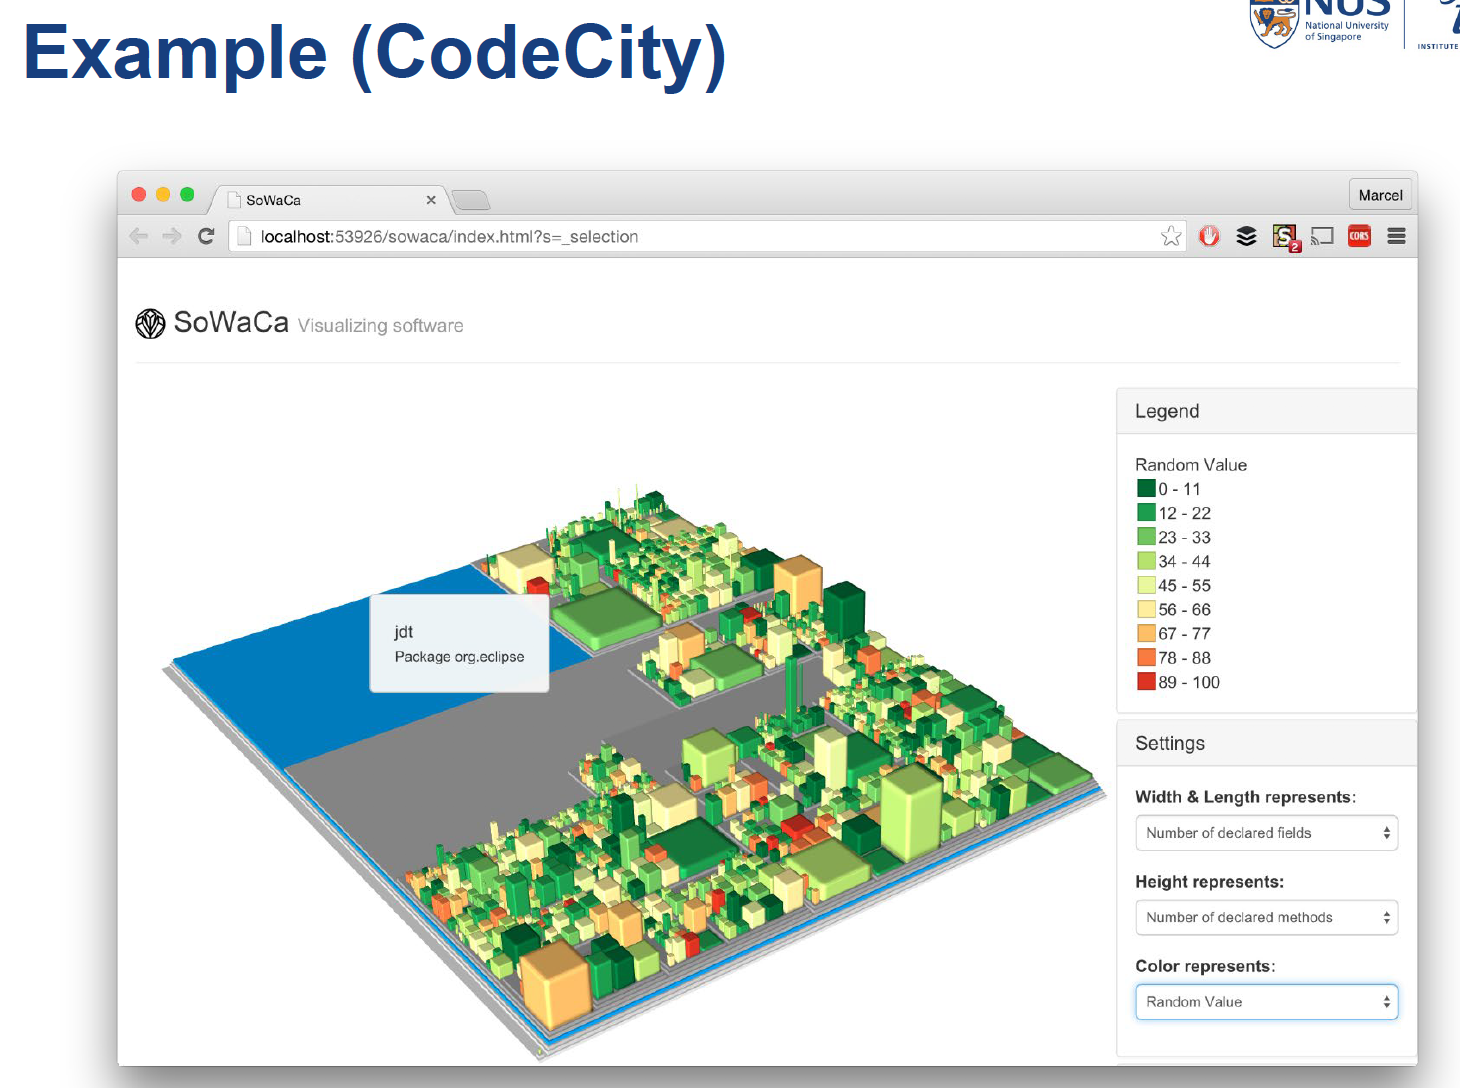 Example (CodeCity)
NUS
National University
of Singapore
INSTITUTE
SoWaCa
Marcel
localhost:53926/sowaca/index.html?s=_selection
S
2
CORS
SoWaCa Visualizing software
Legend
Random Value
0 - 11
12 - 22
23 - 33
34 - 44
45 - 55
56 - 66
67 - 77
78 - 88
89 - 100
jdt
Package org.eclipse
Settings
Width & Length represents:
Number of declared fields
Height represents:
Number of declared methods
Color represents:
Random Value